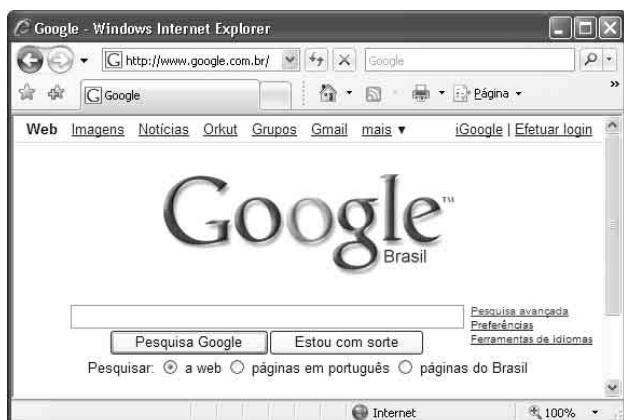 Google - Windows Internet Explorer
http://www.google.com.br/ Google
Google Página
Web Imagens Notícias Orkut Grupos Gmail mais ▼ iGoogle | Efetuar login
Google™
Brasil
Pesquisa avançada
Preferências
Ferramentas de idiomas
Pesquisa Google Estou com sorte
Pesquisar: a web páginas em português páginas do Brasil
Internet 100%